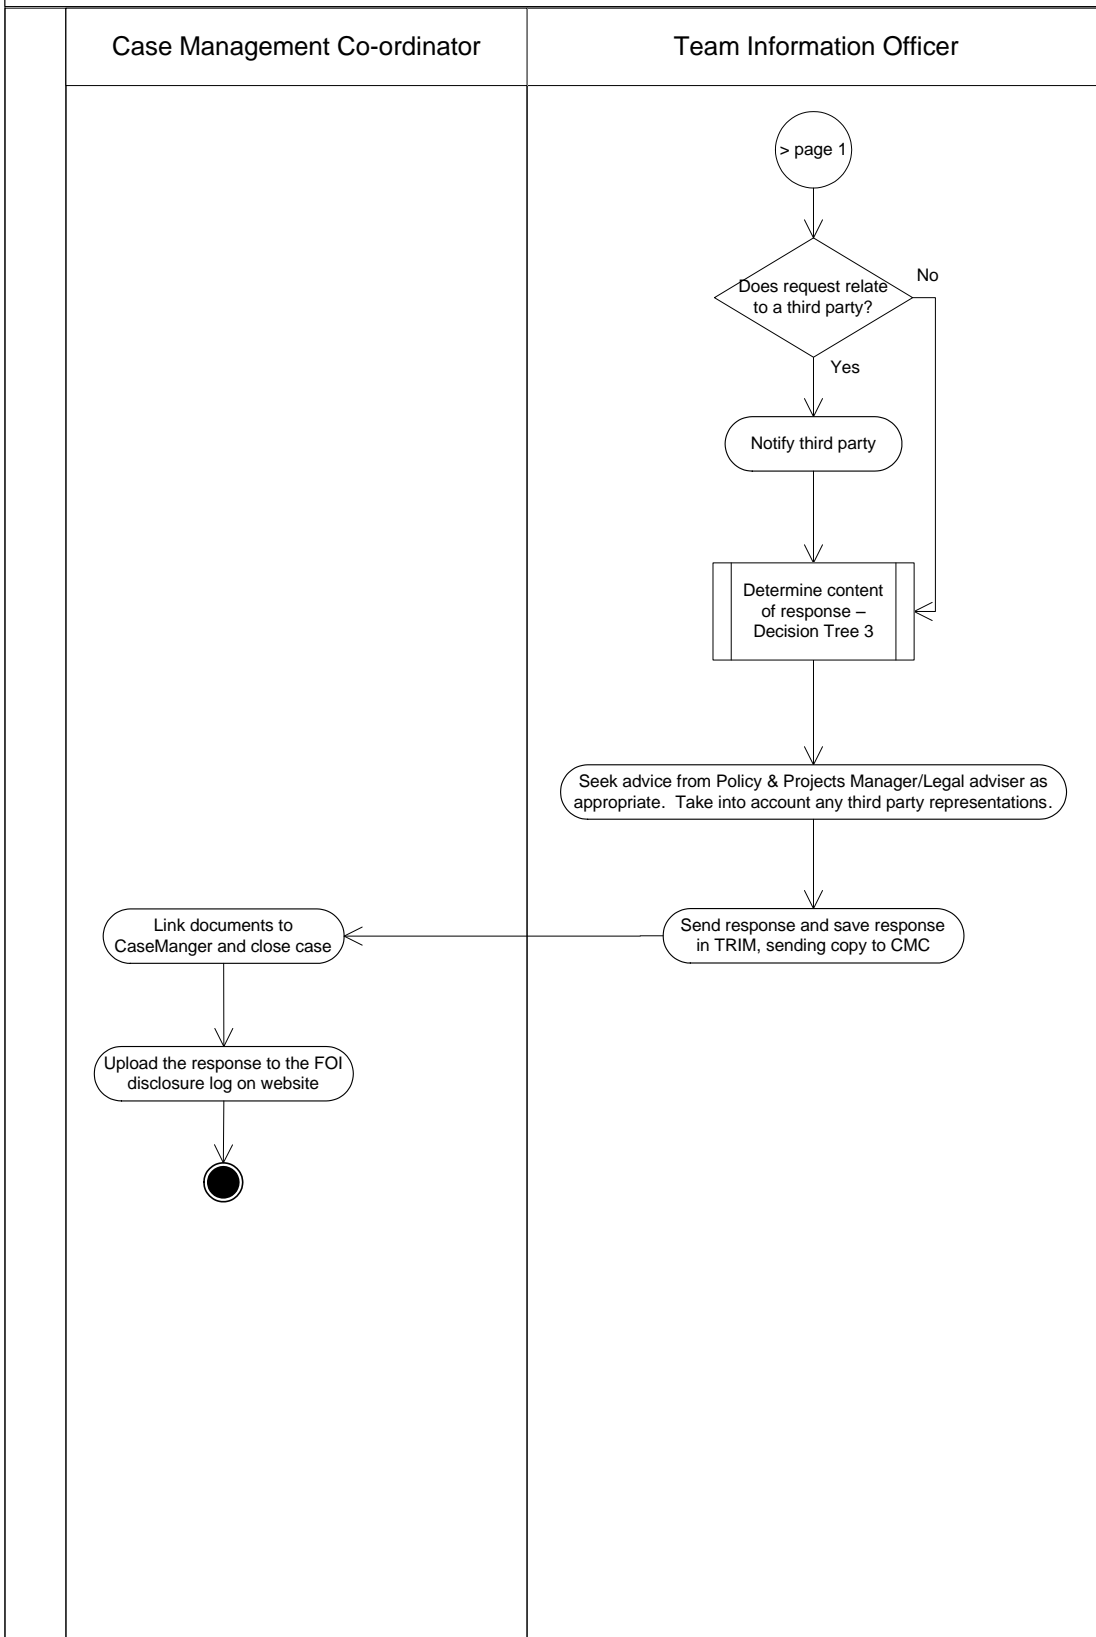 Case Management Co-ordinator
Team Information Officer
> page 1
Does request relate
to a third party?
No
Yes
Notify third party
Determine content
of response –
Decision Tree 3
Seek advice from Policy & Projects Manager/Legal adviser as
appropriate. Take into account any third party representations.
Send response and save response
in TRIM, sending copy to CMC
Link documents to
CaseManger and close case
Upload the response to the FOI
disclosure log on website